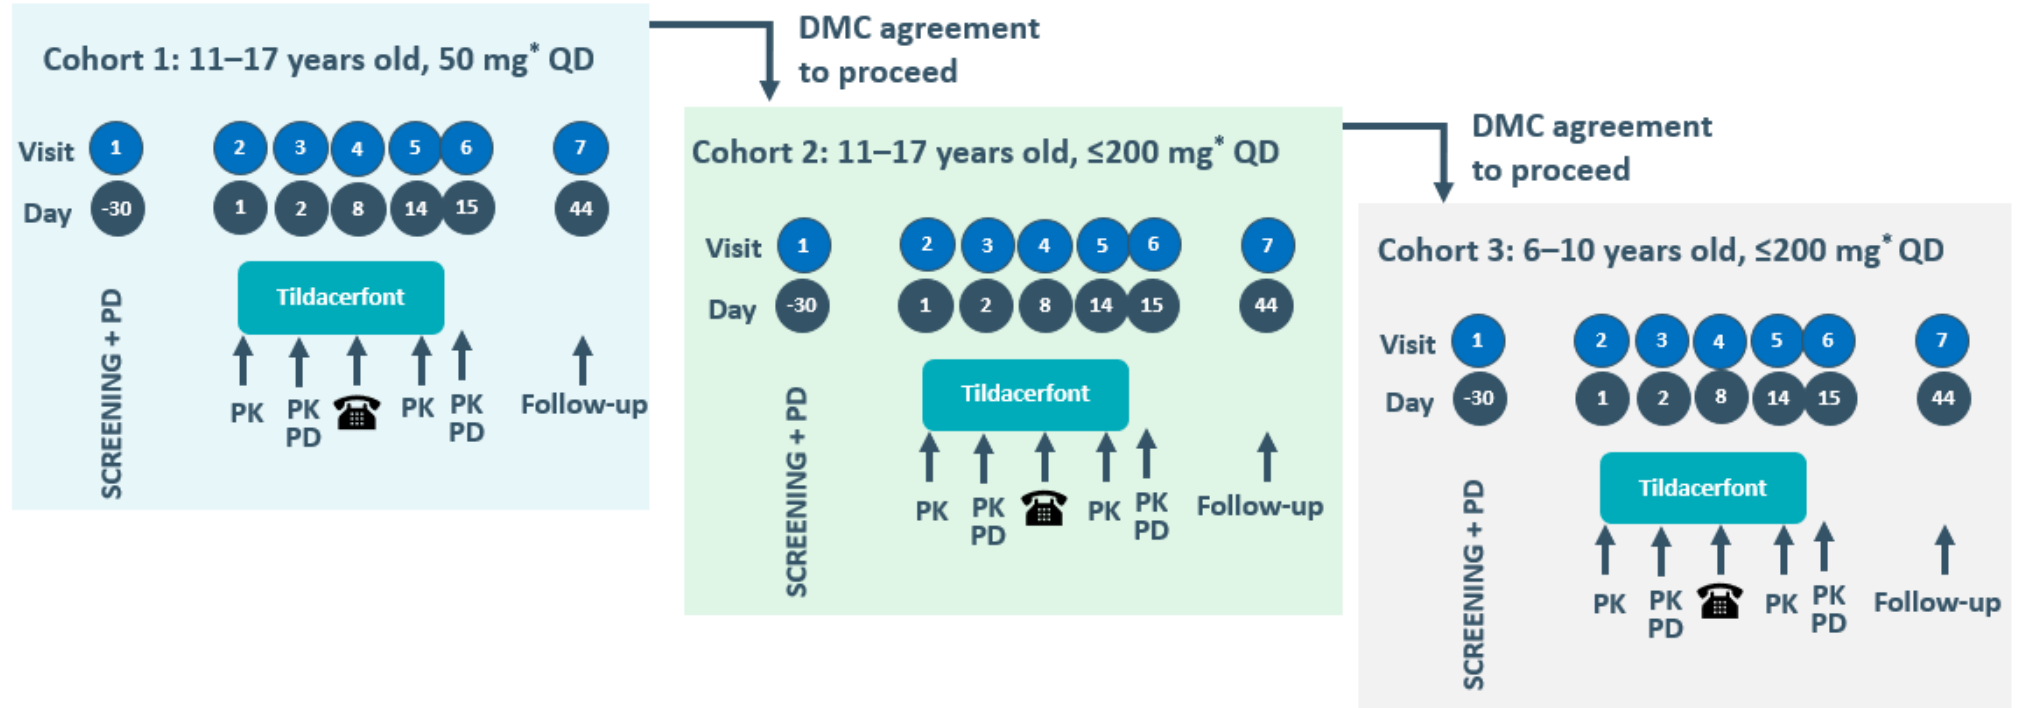 Cohort 1: 11–17 years old, 50 mg* QD
Visit 1 2 3 4 5 6 7
Day -30 1 2 8 14 15 44
SCREENING + PD
Tildacerfont
PK PK PK PK Follow-up
PD PD
DMC agreement
to proceed
Cohort 2: 11–17 years old, ≤200 mg* QD
Visit 1 2 3 4 5 6 7
Day -30 1 2 8 14 15 44
SCREENING + PD
Tildacerfont
PK PK PK PK Follow-up
PD PD
DMC agreement
to proceed
Cohort 3: 6–10 years old, ≤200 mg* QD
Visit 1 2 3 4 5 6 7
Day -30 1 2 8 14 15 44
SCREENING + PD
Tildacerfont
PK PK PK PK Follow-up
PD PD